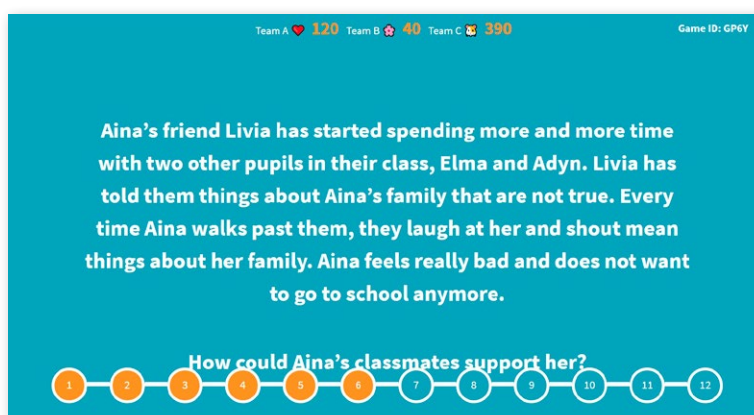 Team A ❤️ 120 Team B 🌸 40 Team C 🐹 390
Game ID: GP6Y
Aina’s friend Livia has started spending more and more time
with two other pupils in their class, Elma and Adyn. Livia has
told them things about Aina’s family that are not true. Every
time Aina walks past them, they laugh at her and shout mean
things about her family. Aina feels really bad and does not want
to go to school anymore.
How could Aina’s classmates support her?
1 2 3 4 5 6 7 8 9 10 11 12